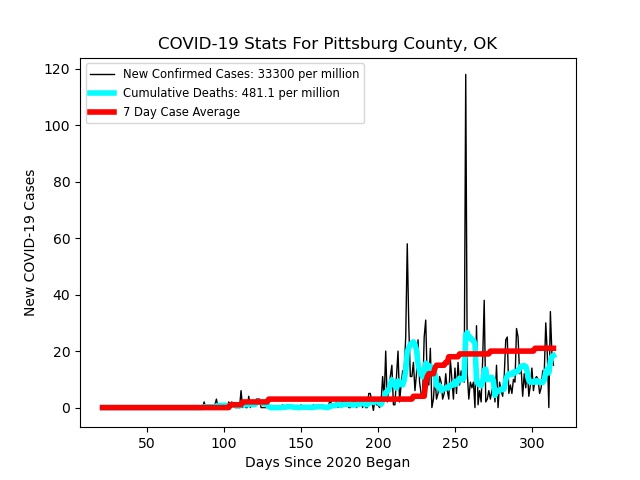 COVID-19 Stats For Pittsburg County, OK
New Confirmed Cases: 33300 per million
Cumulative Deaths: 481.1 per million
7 Day Case Average
New COVID-19 Cases
120
100
80
60
40
20
0
50 100 150 200 250 300
Days Since 2020 Began